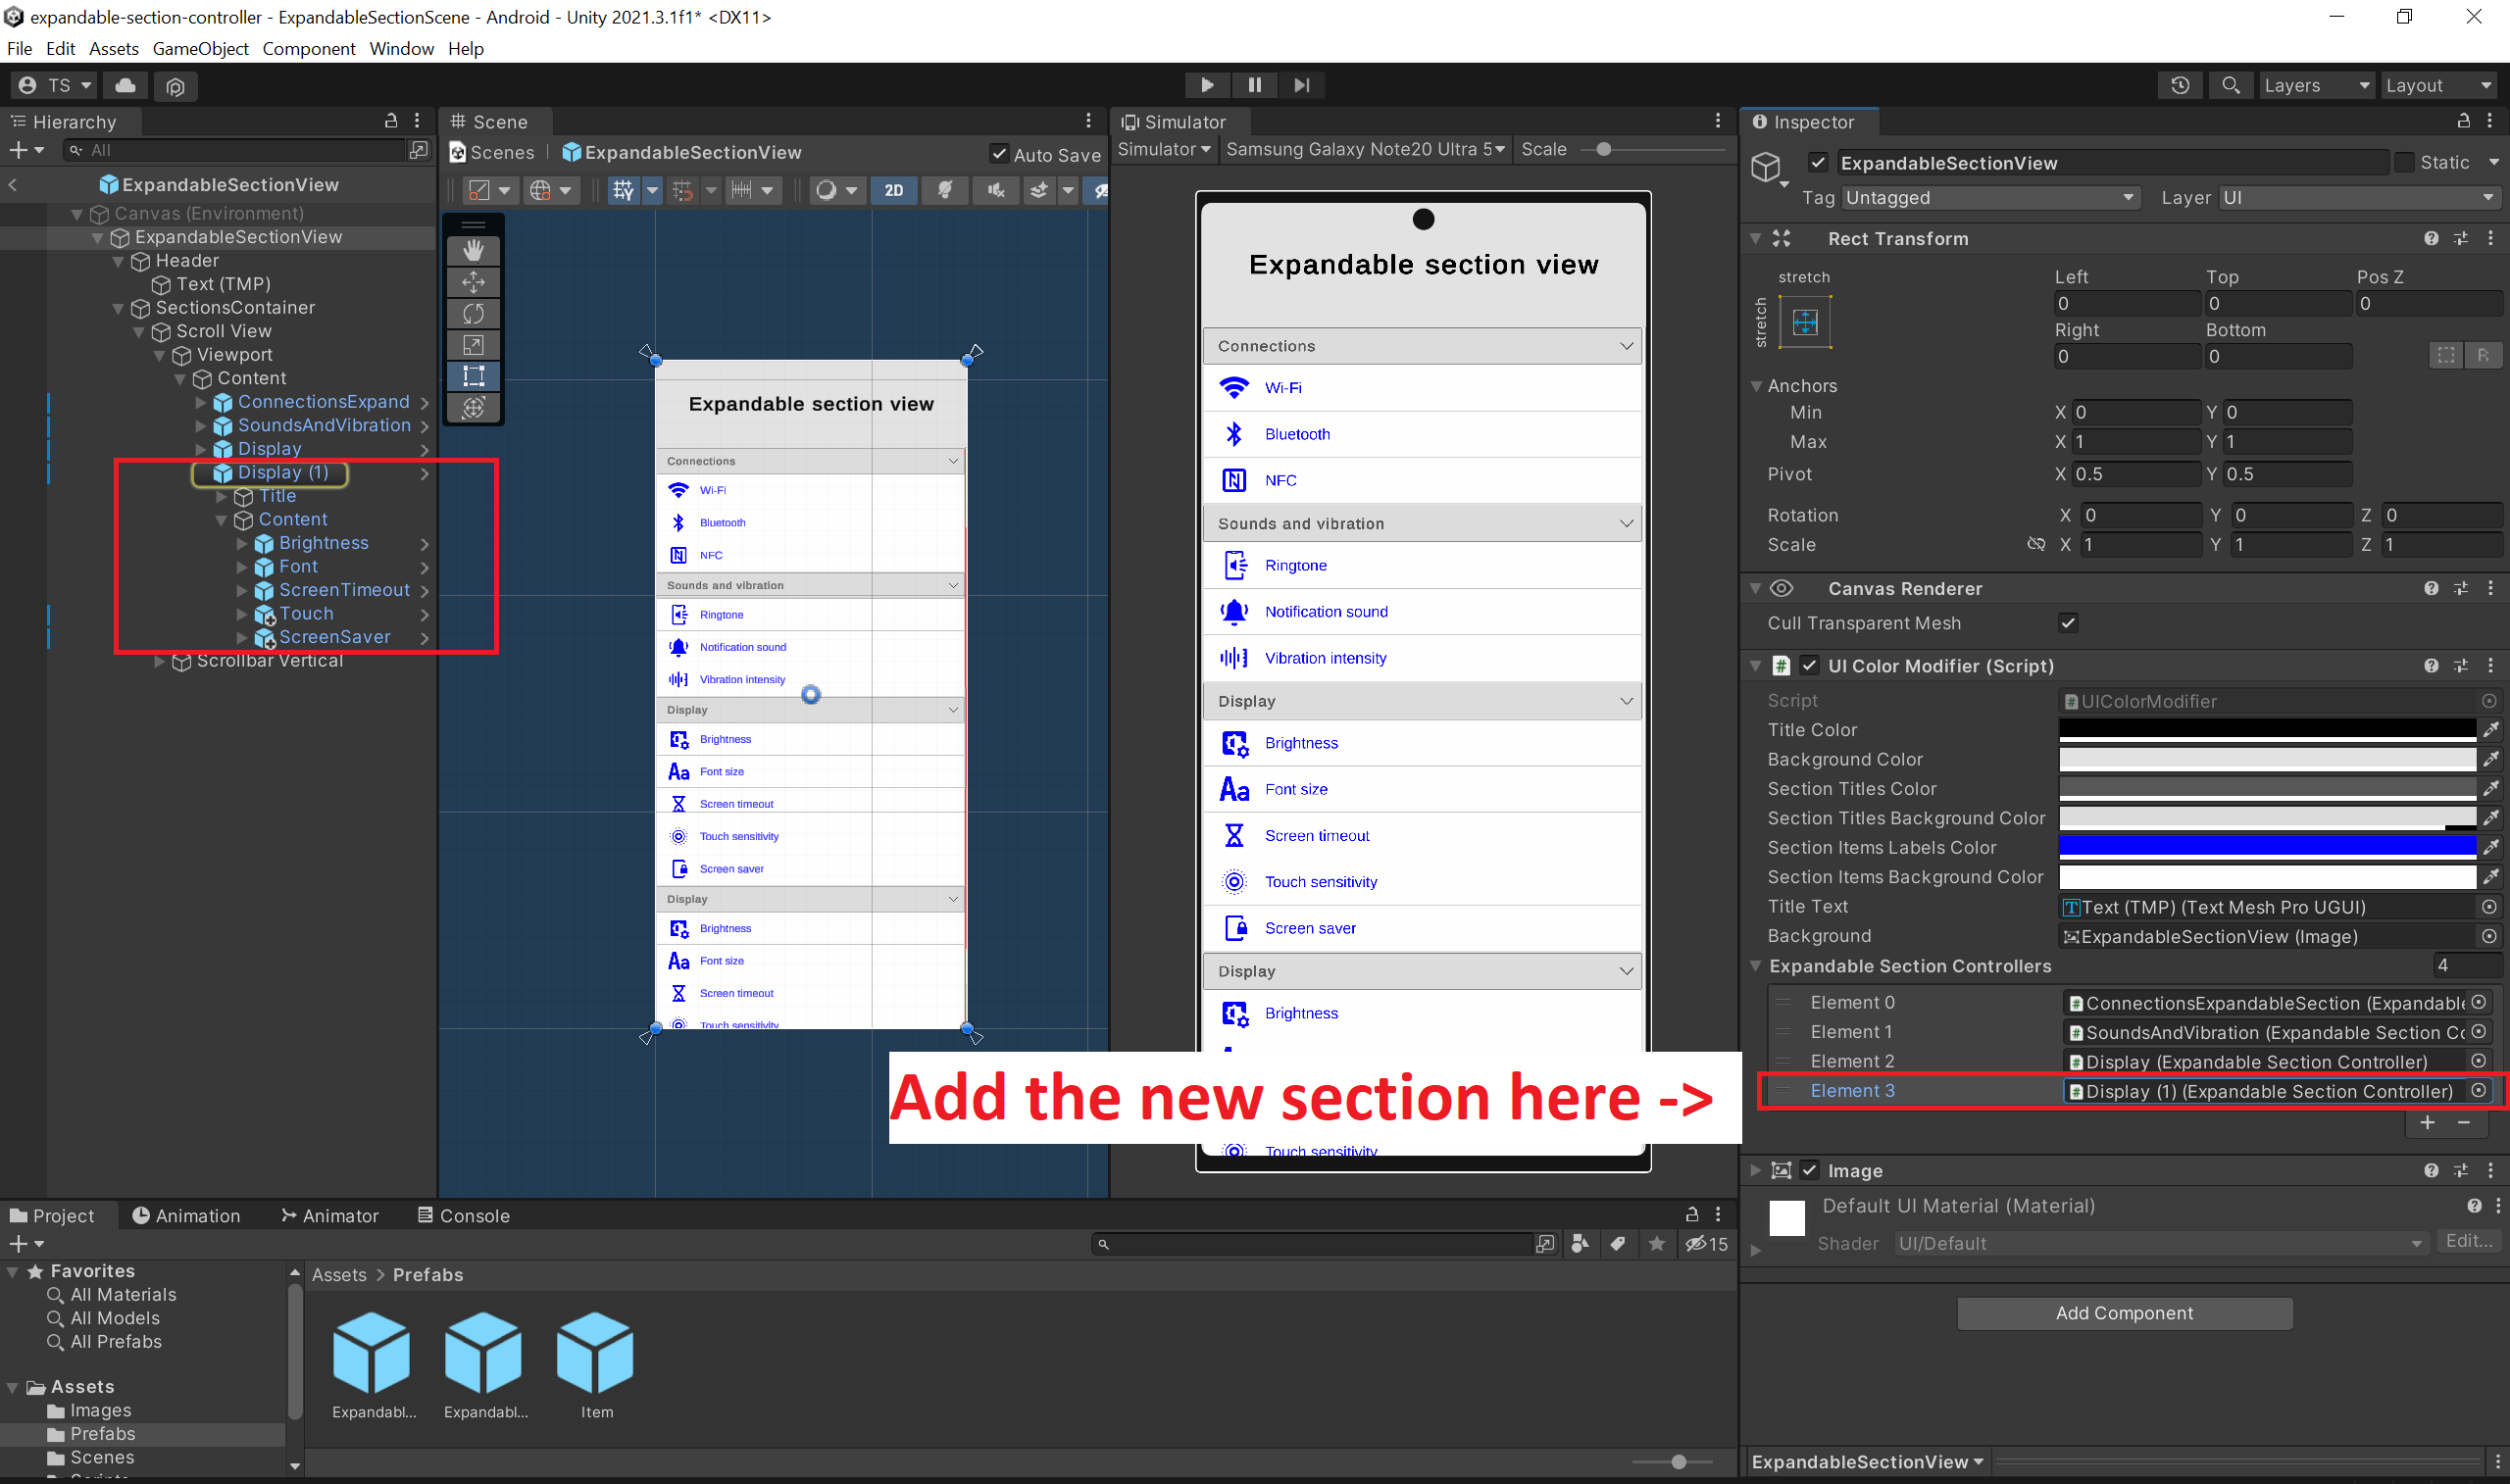 expandable-section-controller - ExpandableSectionScene - Android - Unity 2021.3.1f1* <DX11>
File Edit Assets GameObject Component Window Help
TS
Layers
Layout
Hierarchy
All
ExpandableSectionView
Canvas (Environment)
ExpandableSectionView
Header
Text (TMP)
SectionsContainer
Scroll View
Viewport
Content
ConnectionsExpand
SoundsAndVibration
Display
Display (1)
Title
Content
Brightness
Font
ScreenTimeout
Touch
ScreenSaver
Scrollbar Vertical
Scene
Scenes | ExpandableSectionView
Auto Save
2D
Expandable section view
Connections
Wi-Fi
Bluetooth
NFC
Sounds and vibration
Ringtone
Notification sound
Vibration intensity
Display
Brightness
Font size
Screen timeout
Touch sensitivity
Screen saver
Display
Brightness
Font size
Screen timeout
Touch sensitivity
Simulator
Simulator Samsung Galaxy Note20 Ultra 5 Scale
Expandable section view
Connections
Wi-Fi
Bluetooth
NFC
Sounds and vibration
Ringtone
Notification sound
Vibration intensity
Display
Brightness
Font size
Screen timeout
Touch sensitivity
Screen saver
Display
Brightness
Add the new section here ->
Touch sensitivity
Inspector
ExpandableSectionView
Static
Tag Untagged
Layer UI
Rect Transform
stretch
stretch
Left Top Pos Z
0 0 0
Right Bottom
0 0
R
Anchors
Min X 0 Y 0
Max X 1 Y 1
Pivot X 0.5 Y 0.5
Rotation X 0 Y 0 Z 0
Scale X 1 Y 1 Z 1
Canvas Renderer
Cull Transparent Mesh
# UI Color Modifier (Script)
Script # UIColorModifier
Title Color
Background Color
Section Titles Color
Section Titles Background Color
Section Items Labels Color
Section Items Background Color
Title Text Text (TMP) (Text Mesh Pro UGUI)
Background ExpandableSectionView (Image)
Expandable Section Controllers 4
Element 0 # ConnectionsExpandableSection (Expandable
Element 1 # SoundsAndVibration (Expandable Section Co
Element 2 # Display (Expandable Section Controller)
Element 3 # Display (1) (Expandable Section Controller)
+ −
Image
Default UI Material (Material)
Shader UI/Default Edit...
Add Component
ExpandableSectionView
Project Animation Animator Console
15
Favorites
All Materials
All Models
All Prefabs
Assets
Images
Prefabs
Scenes
Assets > Prefabs
Expandabl...
Expandabl...
Item